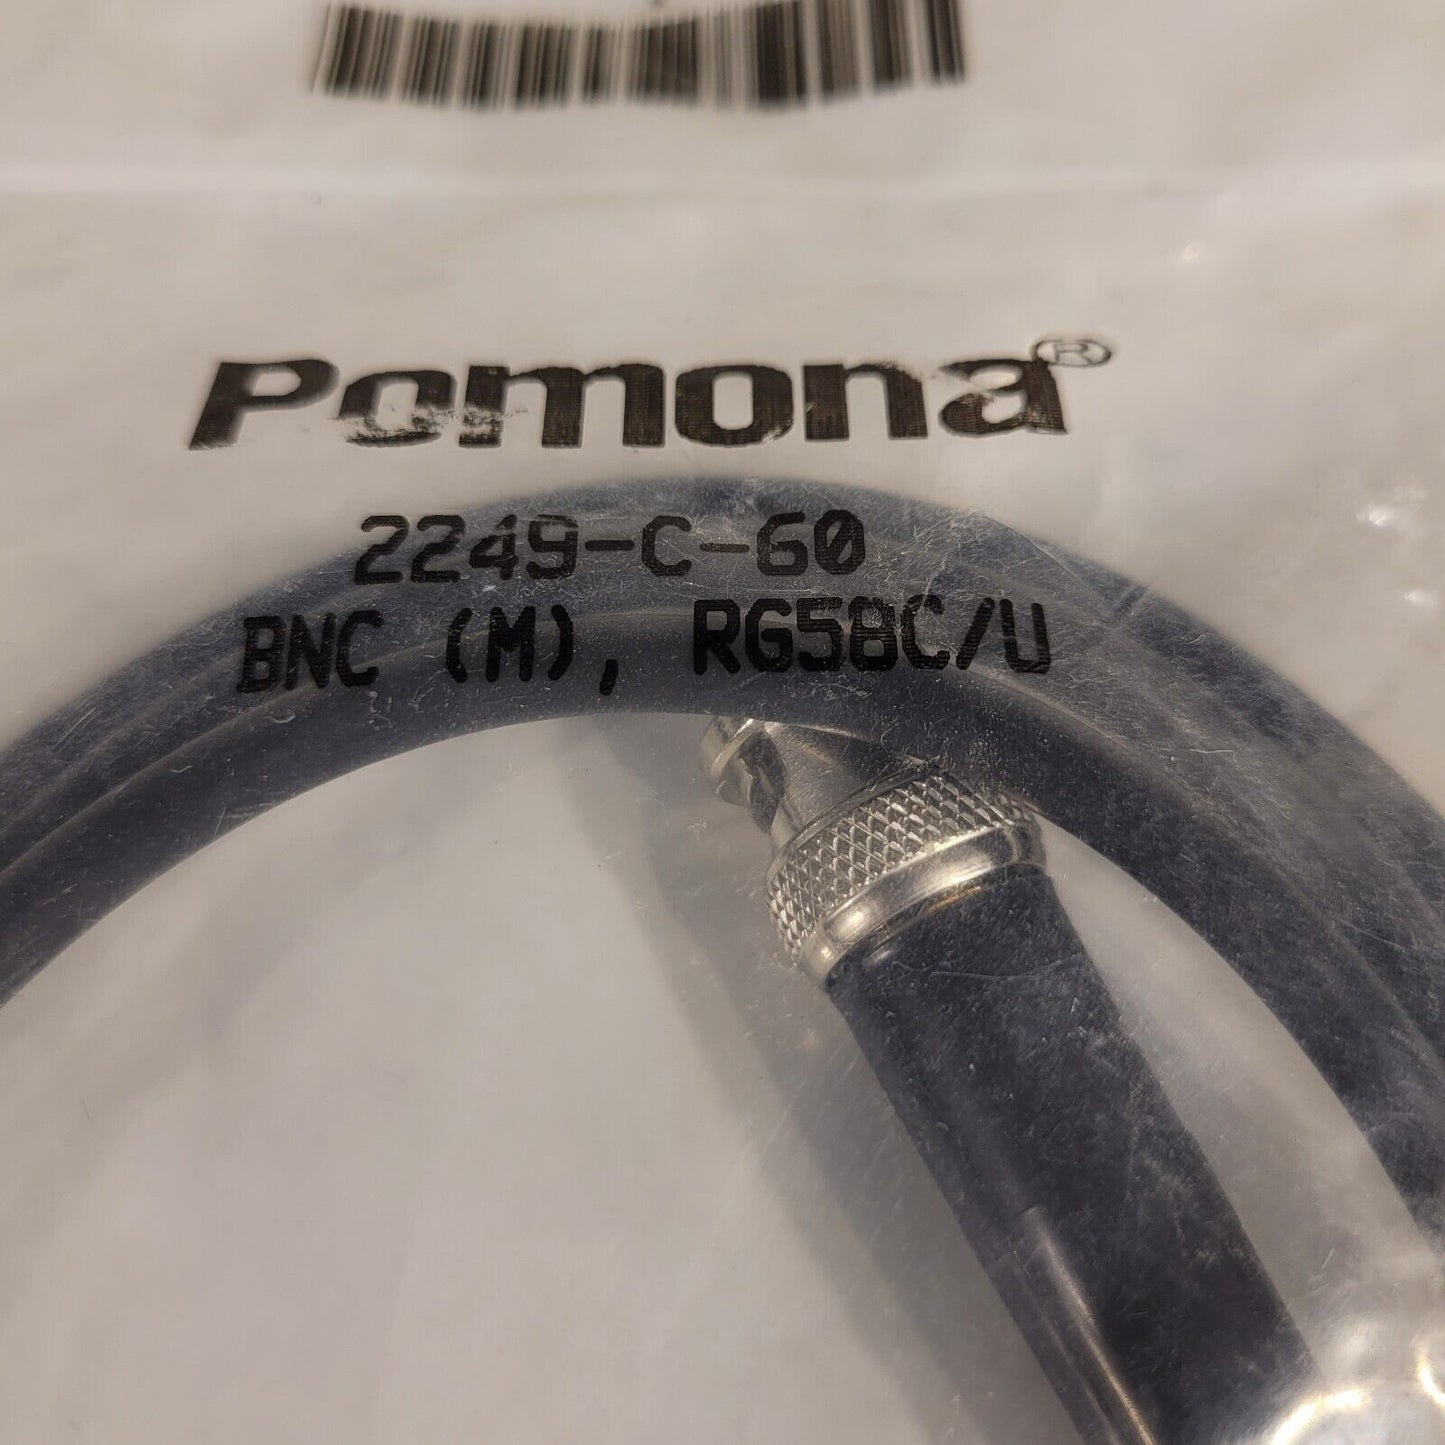 Pomona®
2249-C-60
BNC (M), RG58C/U